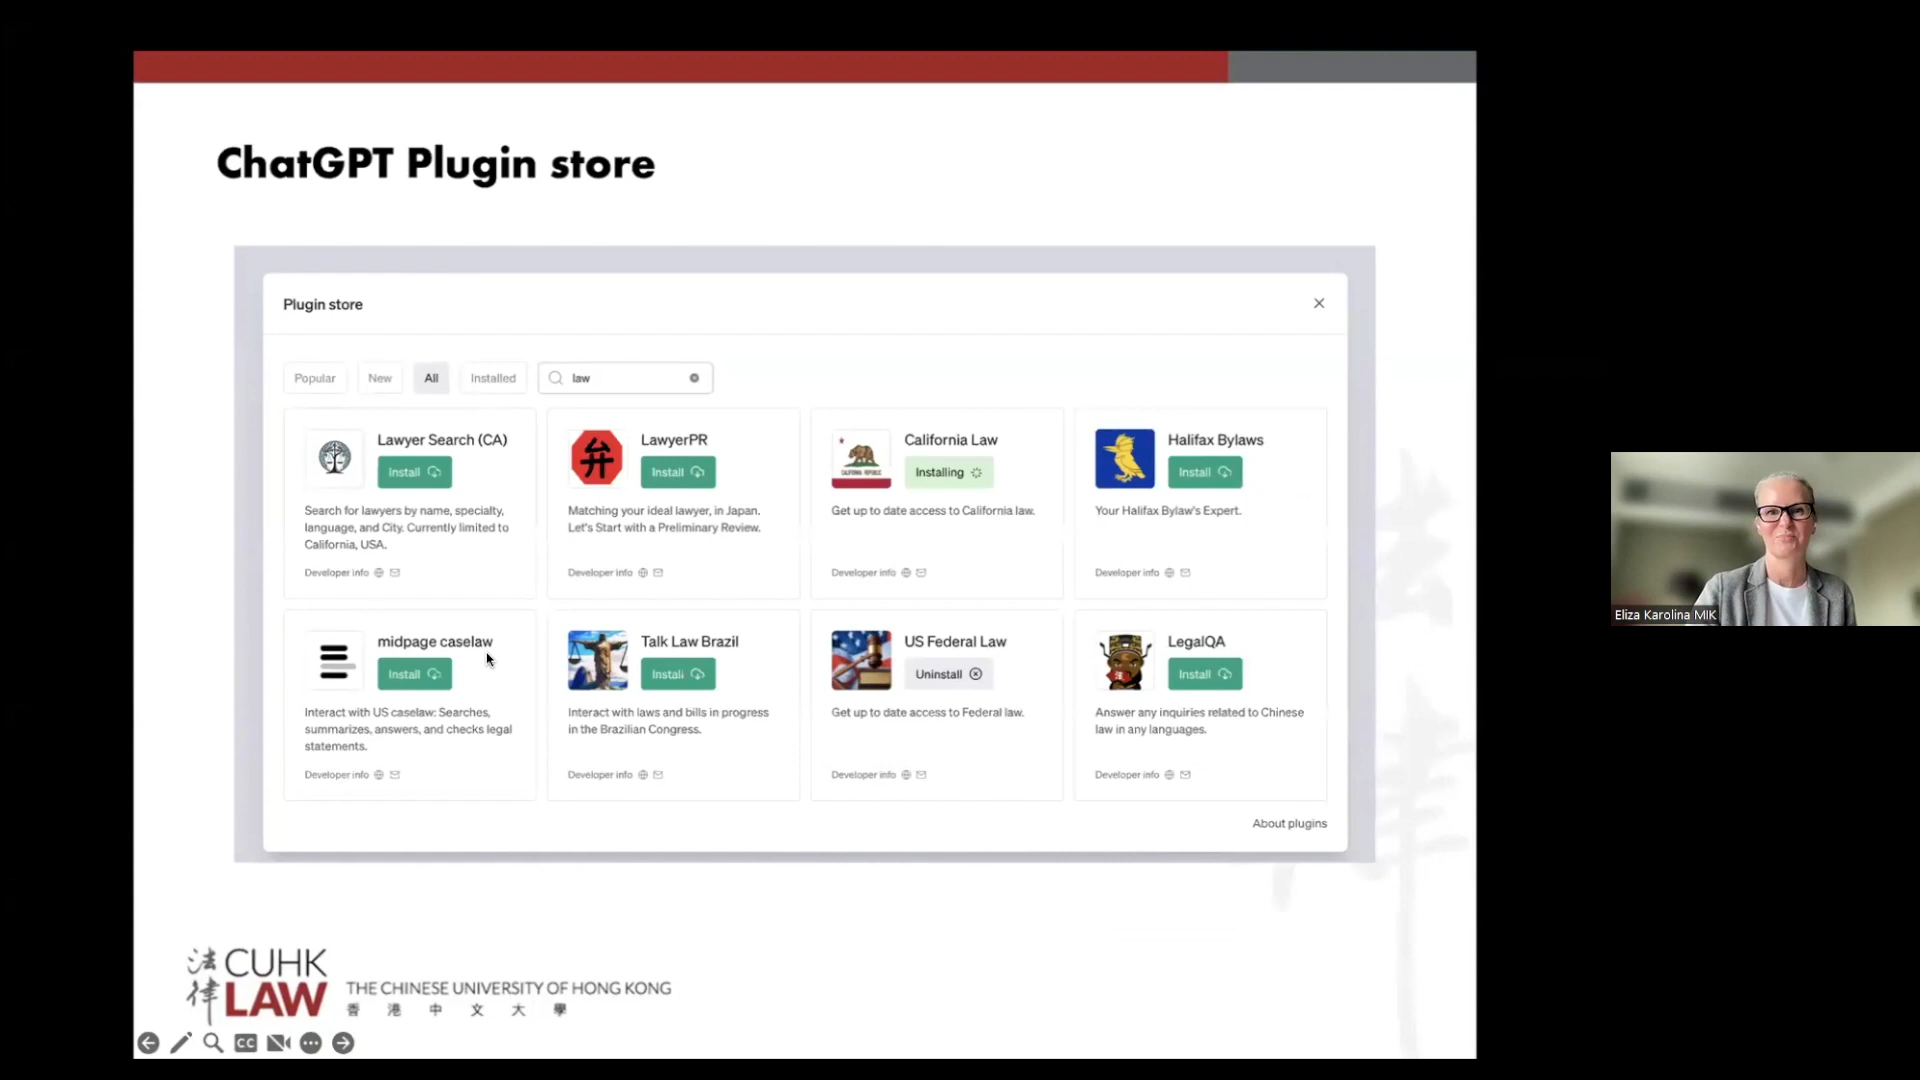 ChatGPT Plugin store
Plugin store
Popular
New
All
Installed
law
Lawyer Search (CA)
Install
Search for lawyers by name, specialty,
language, and City. Currently limited to
California, USA.
Developer info
LawyerPR
弁
Install
Matching your ideal lawyer, in Japan.
Let's Start with a Preliminary Review.
Developer info
California Law
CALIFORNIA REPUBLIC
Installing
Get up to date access to California law.
Developer info
Halifax Bylaws
Install
Your Halifax Bylaw's Expert.
Developer info
midpage caselaw
Install
Interact with US caselaw: Searches,
summarizes, answers, and checks legal
statements.
Developer info
Talk Law Brazil
Install
Interact with laws and bills in progress
in the Brazilian Congress.
Developer info
US Federal Law
Uninstall
Get up to date access to Federal law.
Developer info
LegalQA
Install
Answer any inquiries related to Chinese
law in any languages.
Developer info
About plugins
法律
CUHK
LAW
THE CHINESE UNIVERSITY OF HONG KONG
香港中文大學
CC
Eliza Karolina MIK